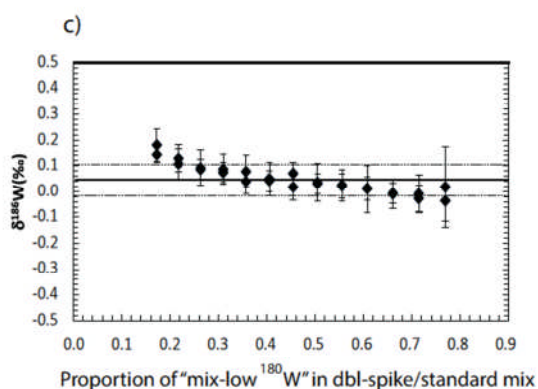 c)
0.5
0.4
0.3
0.2
0.1
0.0
-0.1
-0.2
-0.3
-0.4
-0.5
δ¹⁸⁶W(‰)
0.0 0.1 0.2 0.3 0.4 0.5 0.6 0.7 0.8 0.9
Proportion of “mix-low ¹⁸⁰W” in dbl-spike/standard mix